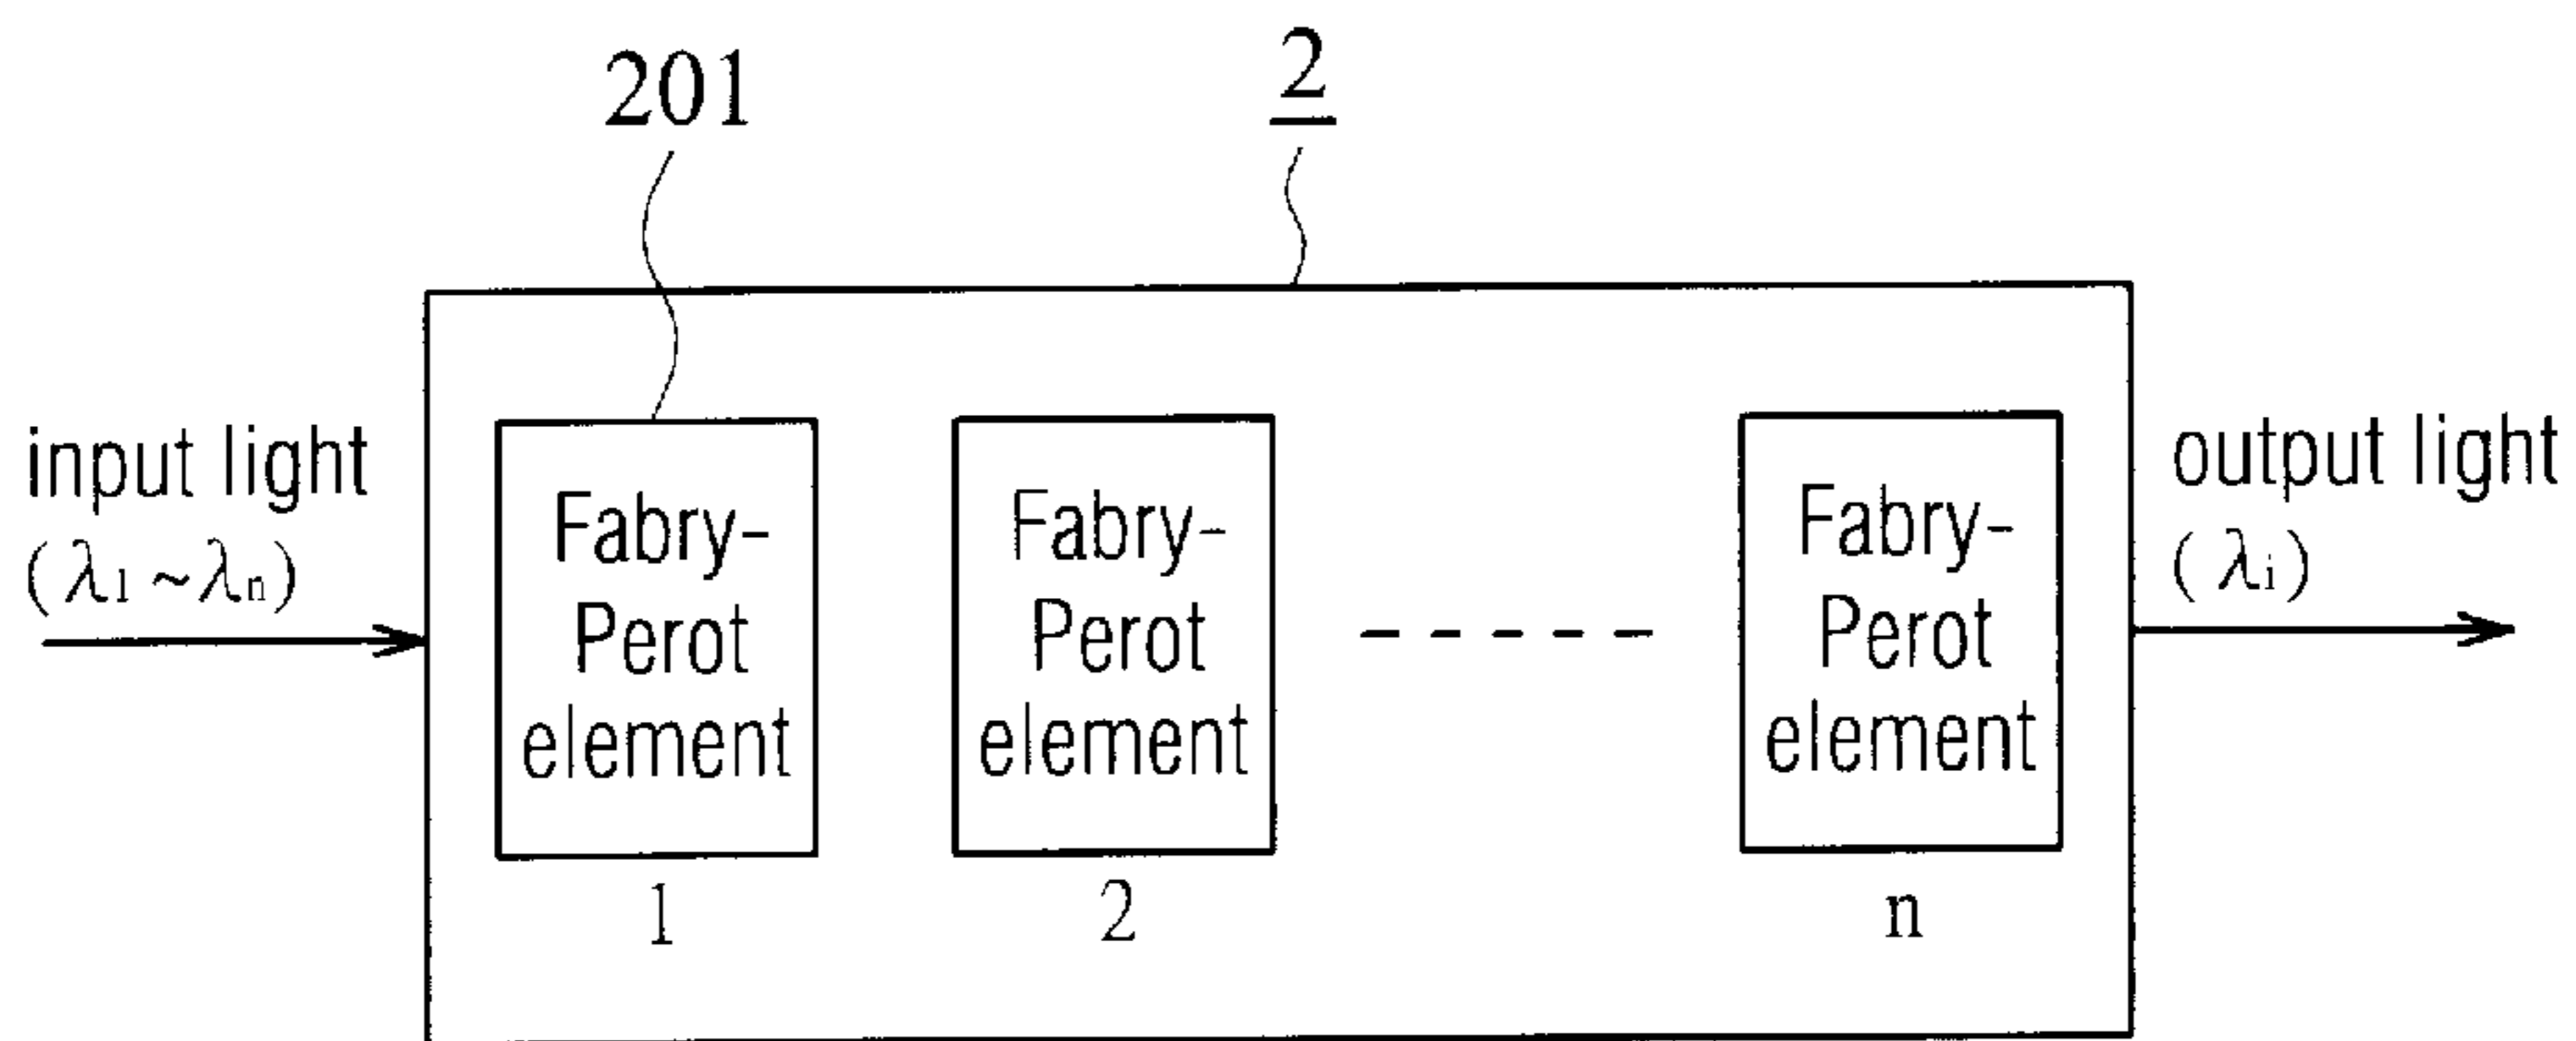 201
2
input light
(λ1 ~λn)
Fabry-
Perot
element
1
Fabry-
Perot
element
2
Fabry-
Perot
element
n
output light
(λi)